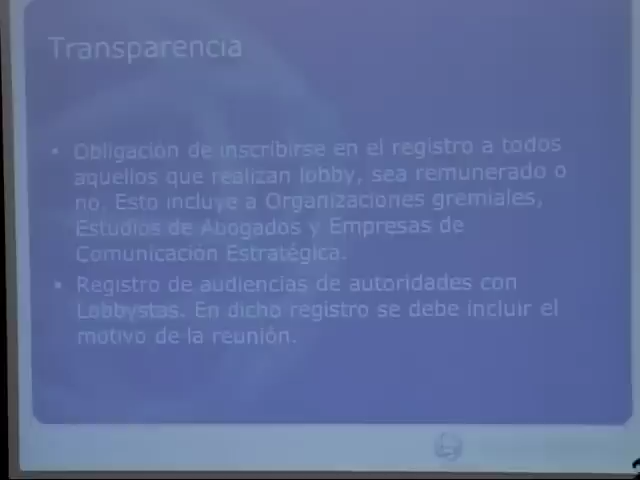 Transparencia
• Obligación de inscribirse en el registro a todos
aquellos que realizan lobby, sea remunerado o
no. Esto incluye a Organizaciones gremiales,
Estudios de Abogados y Empresas de
Comunicación Estratégica.
• Registro de audiencias de autoridades con
Lobbystas. En dicho registro se debe incluir el
motivo de la reunión.